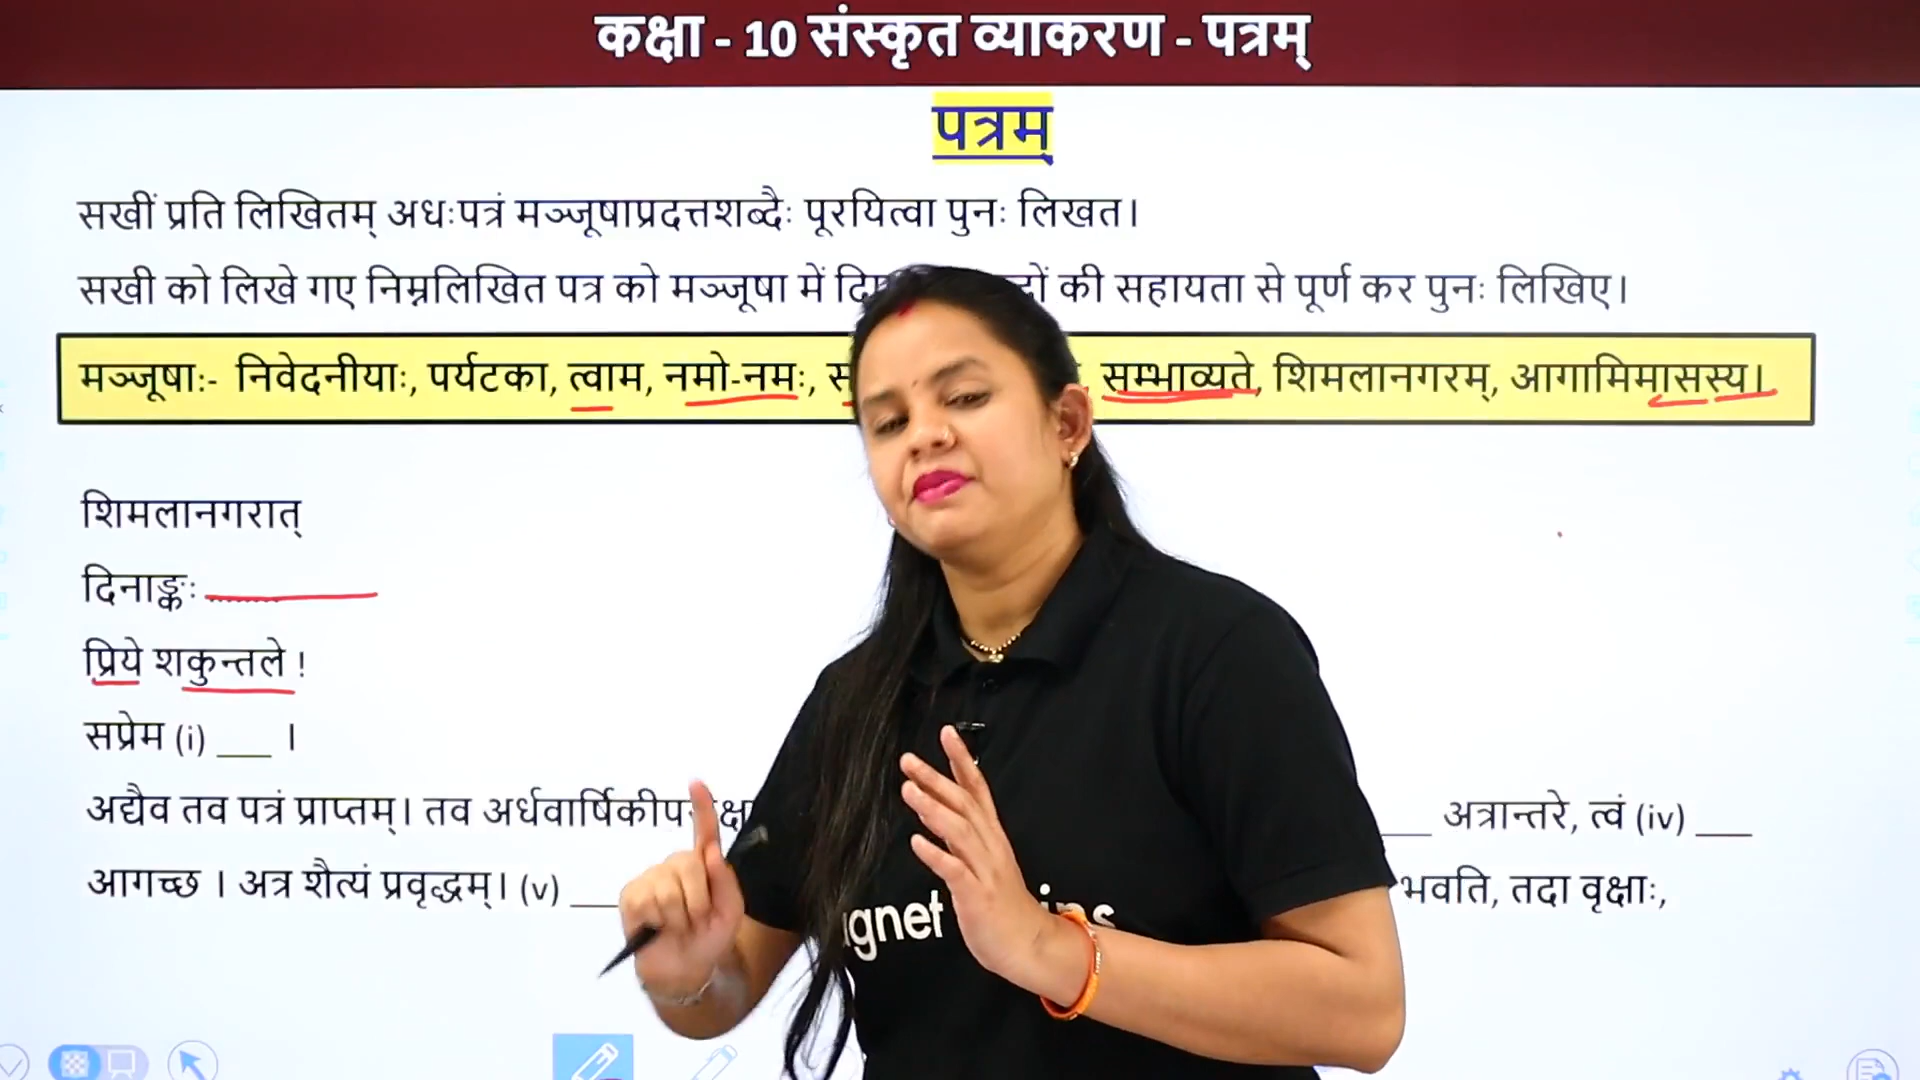 कक्षा - 10 संस्कृत व्याकरण - पत्रम्
पत्रम्
सखीं प्रति लिखितम् अधःपत्रं मञ्जूषाप्रदत्तशब्दैः पूरयित्वा पुनः लिखत।
सखी को लिखे गए निम्नलिखित पत्र को मञ्जूषा में की सहायता से पूर्ण कर पुनः लिखिए।
मञ्जूषाः- निवेदनीयाः, पर्यटका, त्वाम, नमो-नमः, सम्भाव्यते, शिमलानगरम्, आगामिमासस्य।
शिमलानगरात्
दिनाङ्कः ........
प्रिये शकुन्तले !
सप्रेम (i) ___ ।
अद्यैव तव पत्रं प्राप्तम्। तव ___ अत्रान्तरे, त्वं (iv) ___
आगच्छ । अत्र शैत्यं प्रवृद्धम्। (v) ___ भवति, तदा वृक्षाः,